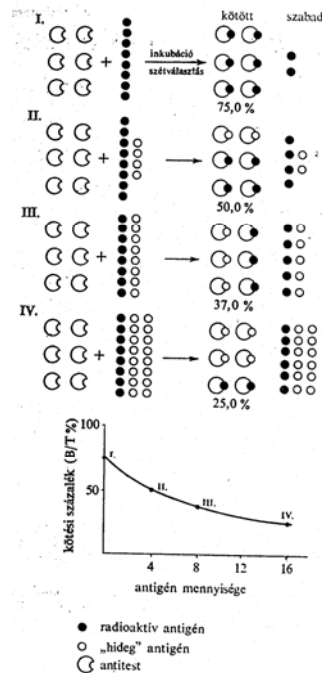 I.
kötött
szabad
inkubáció
szétválasztás
75,0 %
II.
50,0 %
III.
37,0 %
IV.
25,0 %
kötési százalék (B/T %)
100
50
I.
II.
III.
IV.
4
8
12
16
antigén mennyisége
radioaktív antigén
„hideg” antigén
antitest